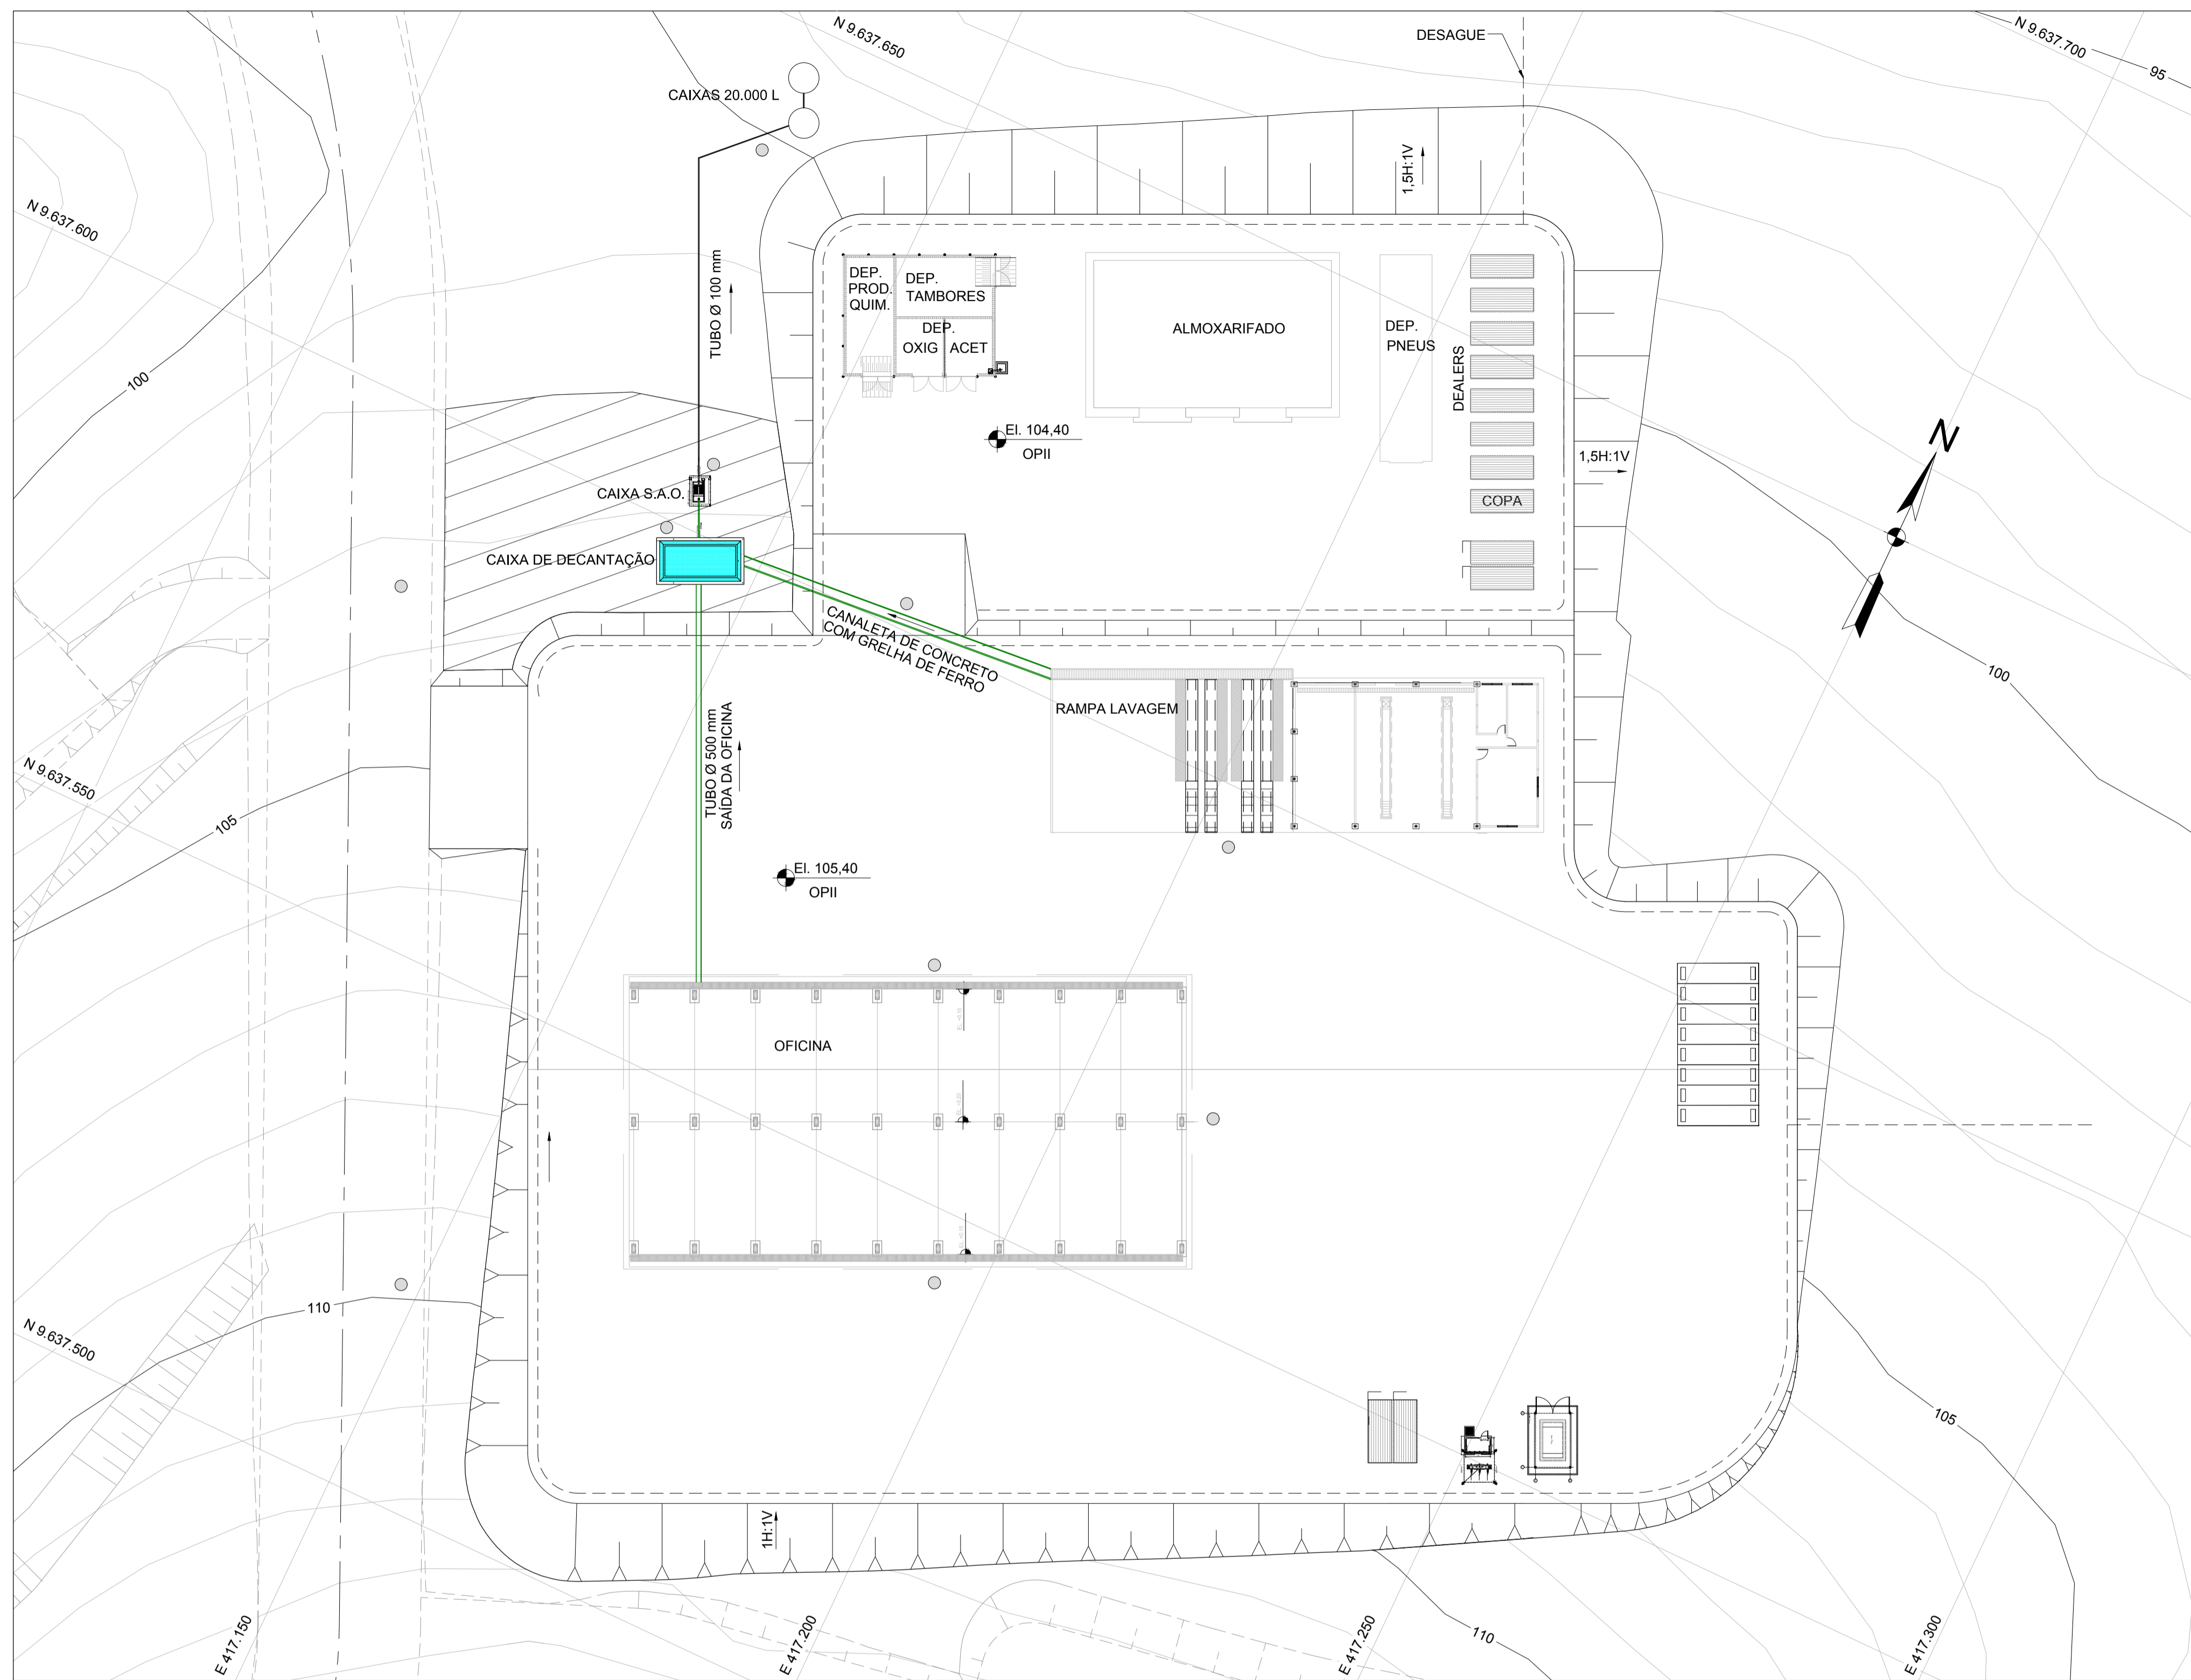 N 9.637.650
DESAGUE
N 9.637.700
95
CAIXAS 20.000 L
1,5H:1V
N 9.637.600
TUBO Ø 100 mm
DEP.
PROD.
QUIM.
DEP.
TAMBORES
DEP.
OXIG
ACET
ALMOXARIFADO
DEP.
PNEUS
DEALERS
100
El. 104,40
OPII
1,5H:1V
N
CAIXA S.A.O.
COPA
CAIXA DE DECANTAÇÃO
CANALETA DE CONCRETO
COM GRELHA DE FERRO
100
RAMPA LAVAGEM
TUBO Ø 500 mm
SAÍDA DA OFICINA
N 9.637.550
105
El. 105,40
OPII
OFICINA
110
N 9.637.500
105
1H:1V
E 417.150
E 417.200
E 417.250
110
E 417.300